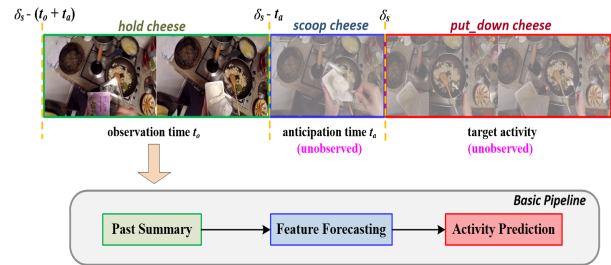 δs - (to + ta)
hold cheese
δs - ta
scoop cheese
δs
put_down cheese
observation time to
anticipation time ta
target activity
(unobserved)
(unobserved)
Basic Pipeline
Past Summary
Feature Forecasting
Activity Prediction